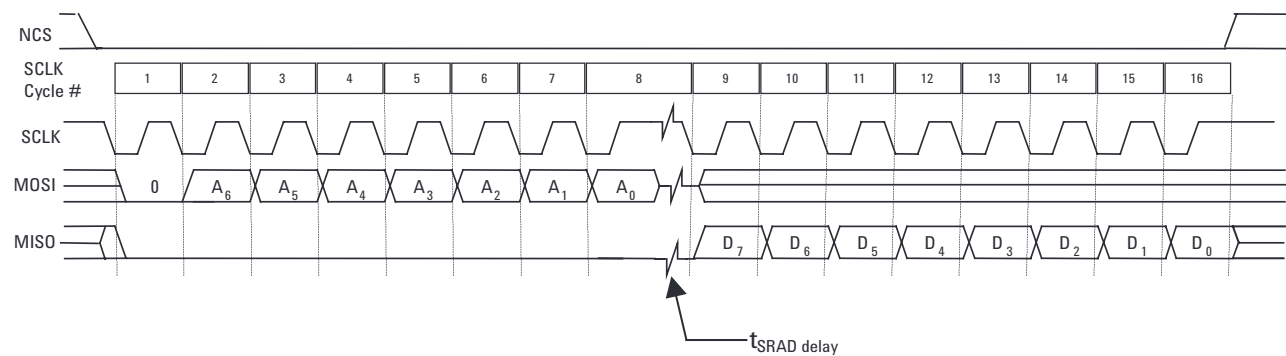 NCS
SCLK
Cycle #
1 2 3 4 5 6 7 8 9 10 11 12 13 14 15 16
SCLK
MOSI 0 A6 A5 A4 A3 A2 A1 A0
MISO D7 D6 D5 D4 D3 D2 D1 D0
tSRAD delay